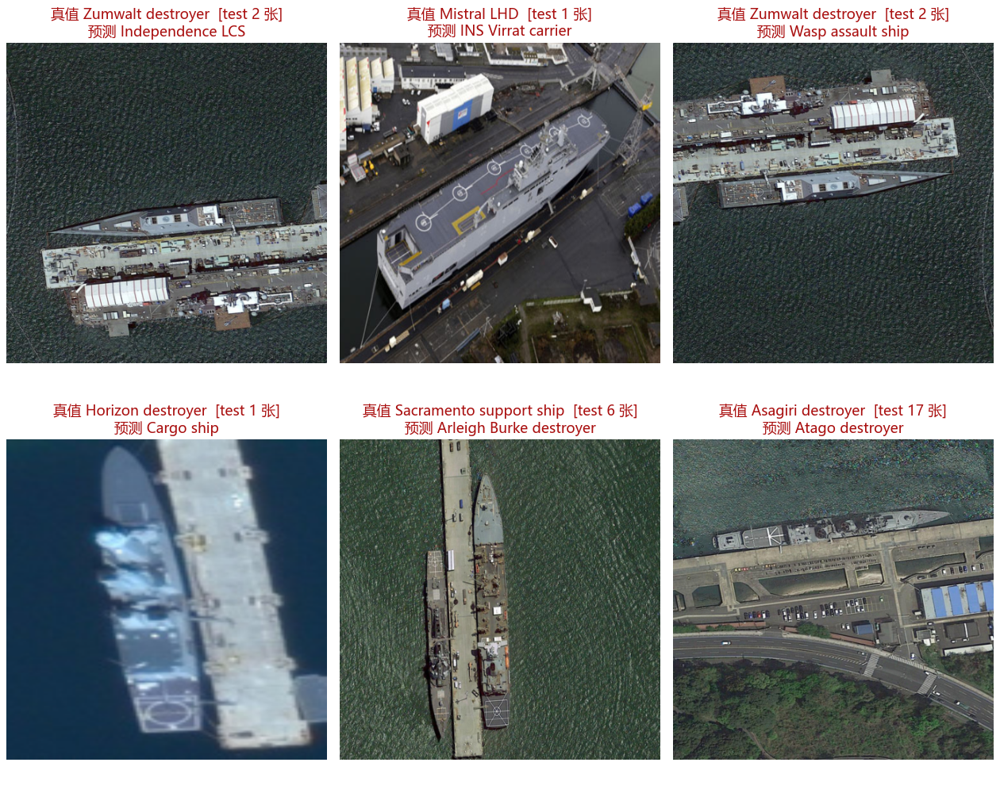 真值 Zumwalt destroyer [test 2 张]
预测 Independence LCS
真值 Mistral LHD [test 1 张]
预测 INS Virrat carrier
真值 Zumwalt destroyer [test 2 张]
预测 Wasp assault ship
真值 Horizon destroyer [test 1 张]
预测 Cargo ship
真值 Sacramento support ship [test 6 张]
预测 Arleigh Burke destroyer
真值 Asagiri destroyer [test 17 张]
预测 Atago destroyer